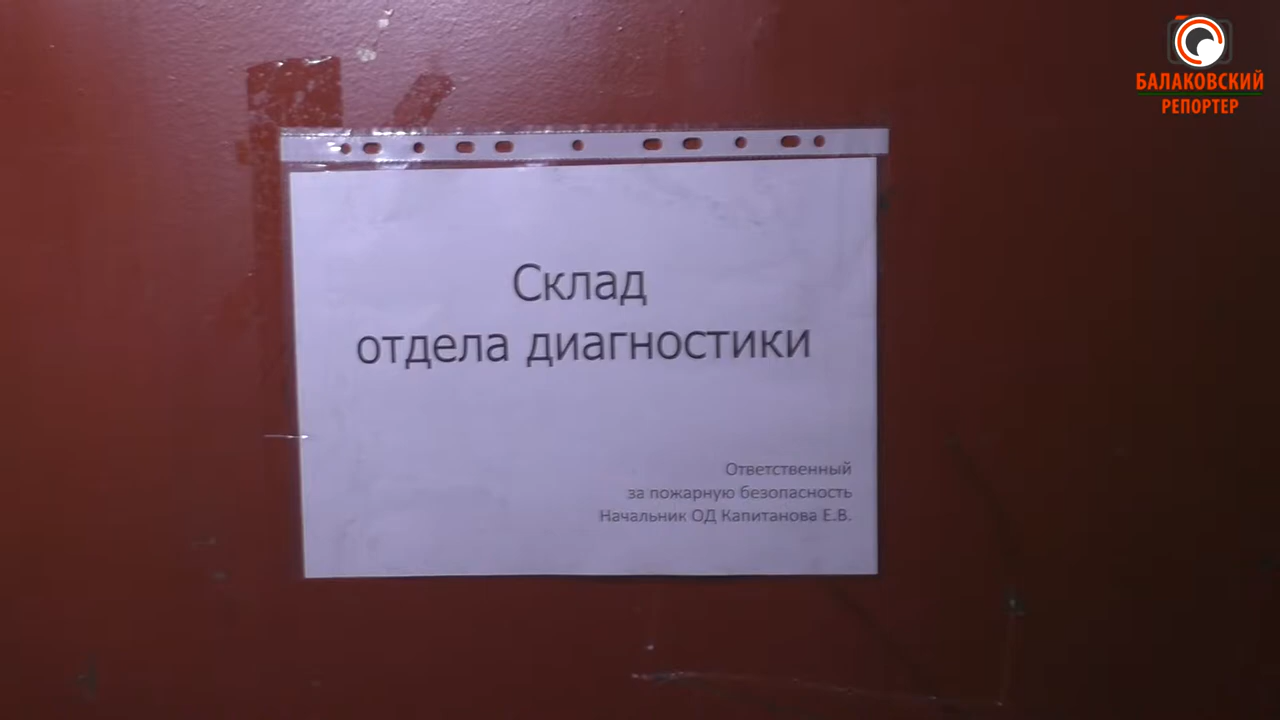 БАЛАКОВСКИЙ
РЕПОРТЕР
Склад
отдела диагностики
Ответственный
за пожарную безопасность
Начальник ОД Капитанова Е.В.